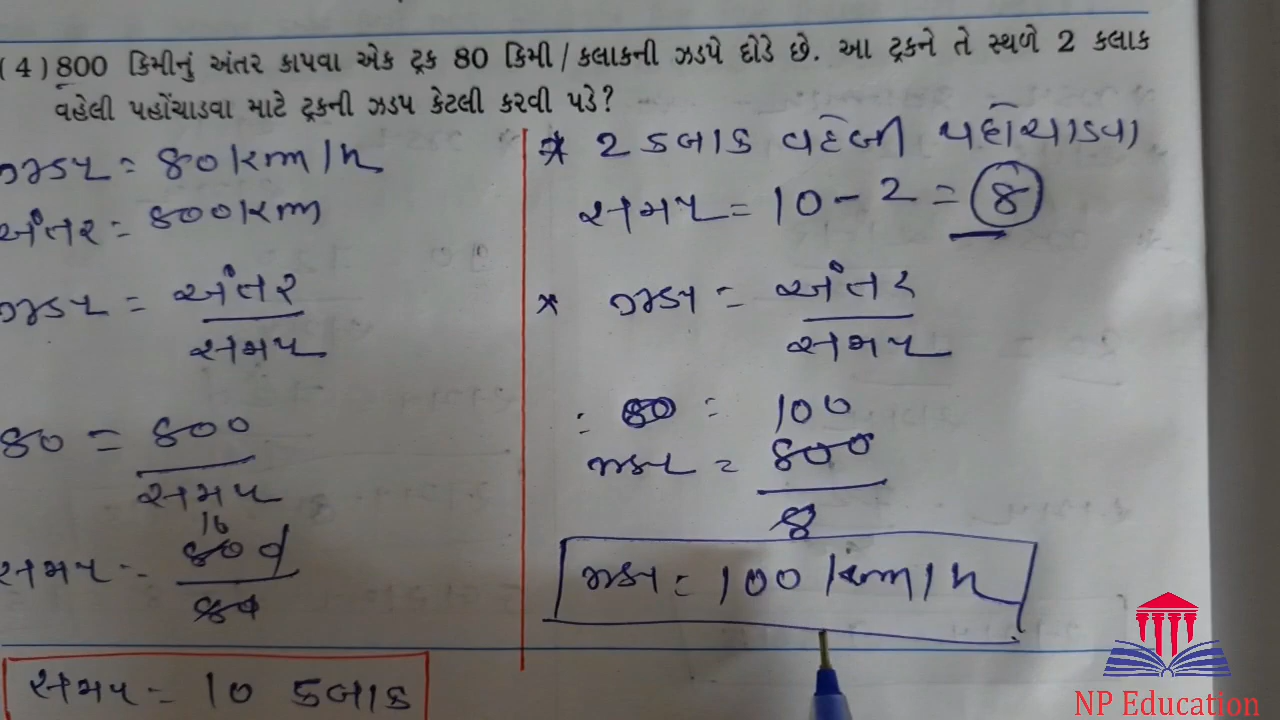 (4) 800 કિમીનું અંતર કાપવા એક ટ્રક 80 કિમી / કલાકની ઝડપે દોડે છે. આ ટ્રકને તે સ્થળે 2 કલાક
વહેલી પહોંચાડવા માટે ટ્રકની ઝડપ કેટલી કરવી પડે?
ઝડપ = 80 km/h
અંતર = 800 km
ઝડપ = અંતર
સમય
80 = 800
સમય
10
સમય = 800
80
સમય = 10 કલાક
* 2 કલાક વહેલી પહોંચાડવા
સમય = 10 - 2 = 8
* ઝડપ = અંતર
સમય
: 80 = 100
ઝડપ = 800
8
ઝડપ = 100 km/h
NP Education